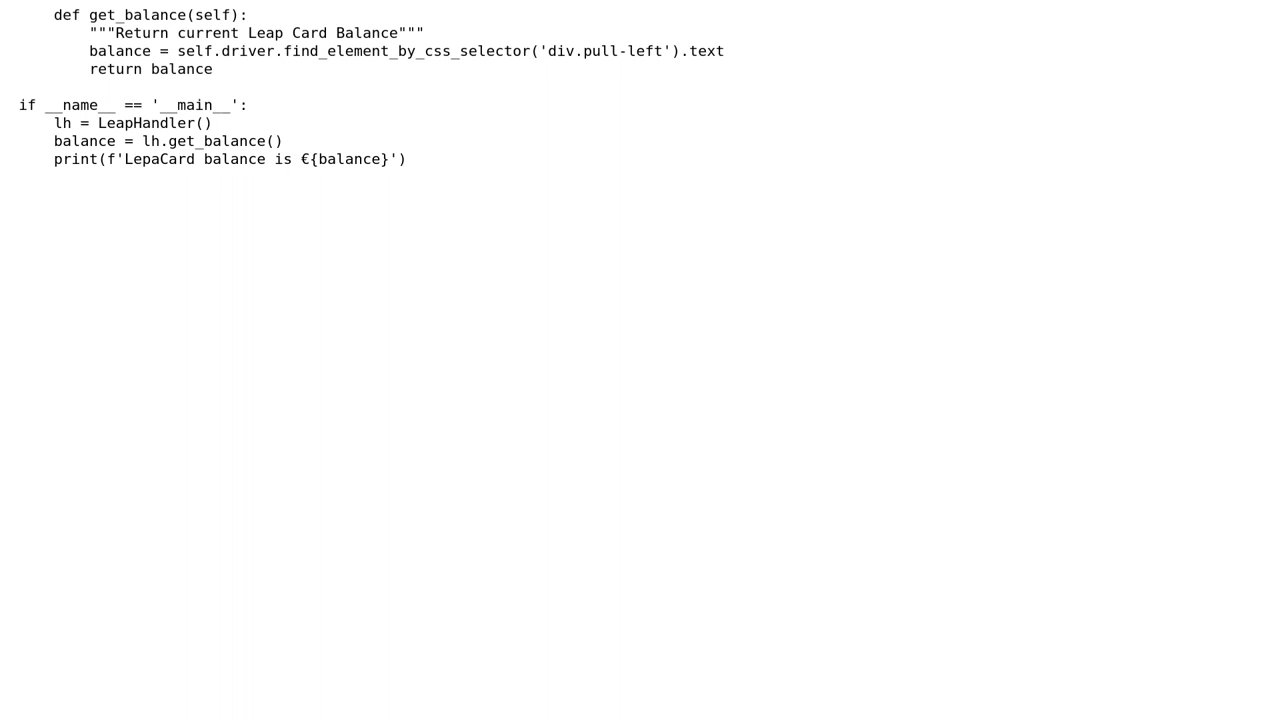 def get_balance(self):
        """Return current Leap Card Balance"""
        balance = self.driver.find_element_by_css_selector('div.pull-left').text
        return balance

if __name__ == '__main__':
    lh = LeapHandler()
    balance = lh.get_balance()
    print(f'LepaCard balance is €{balance}')